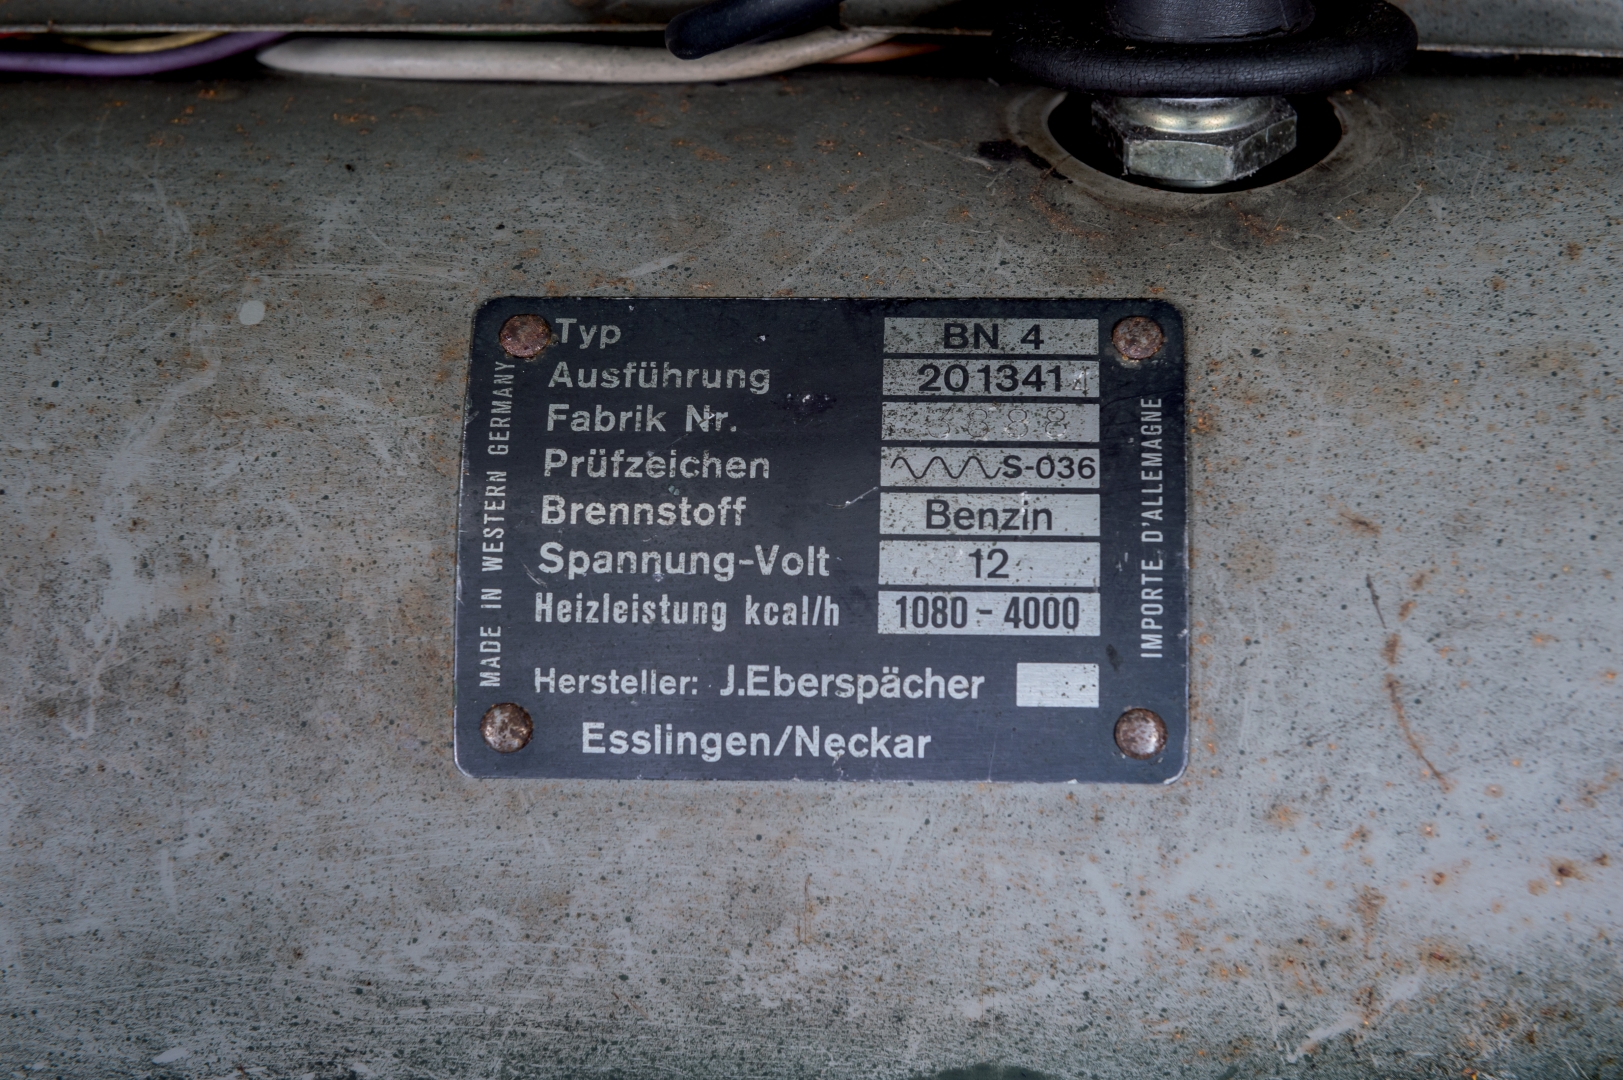 Typ BN 4
Ausführung 201341 4
Fabrik Nr.
Prüfzeichen S-036
Brennstoff Benzin
Spannung-Volt 12
Heizleistung kcal/h 1080 - 4000
Hersteller: J.Eberspächer
Esslingen/Neckar
MADE IN WESTERN GERMANY
IMPORTE D'ALLEMAGNE